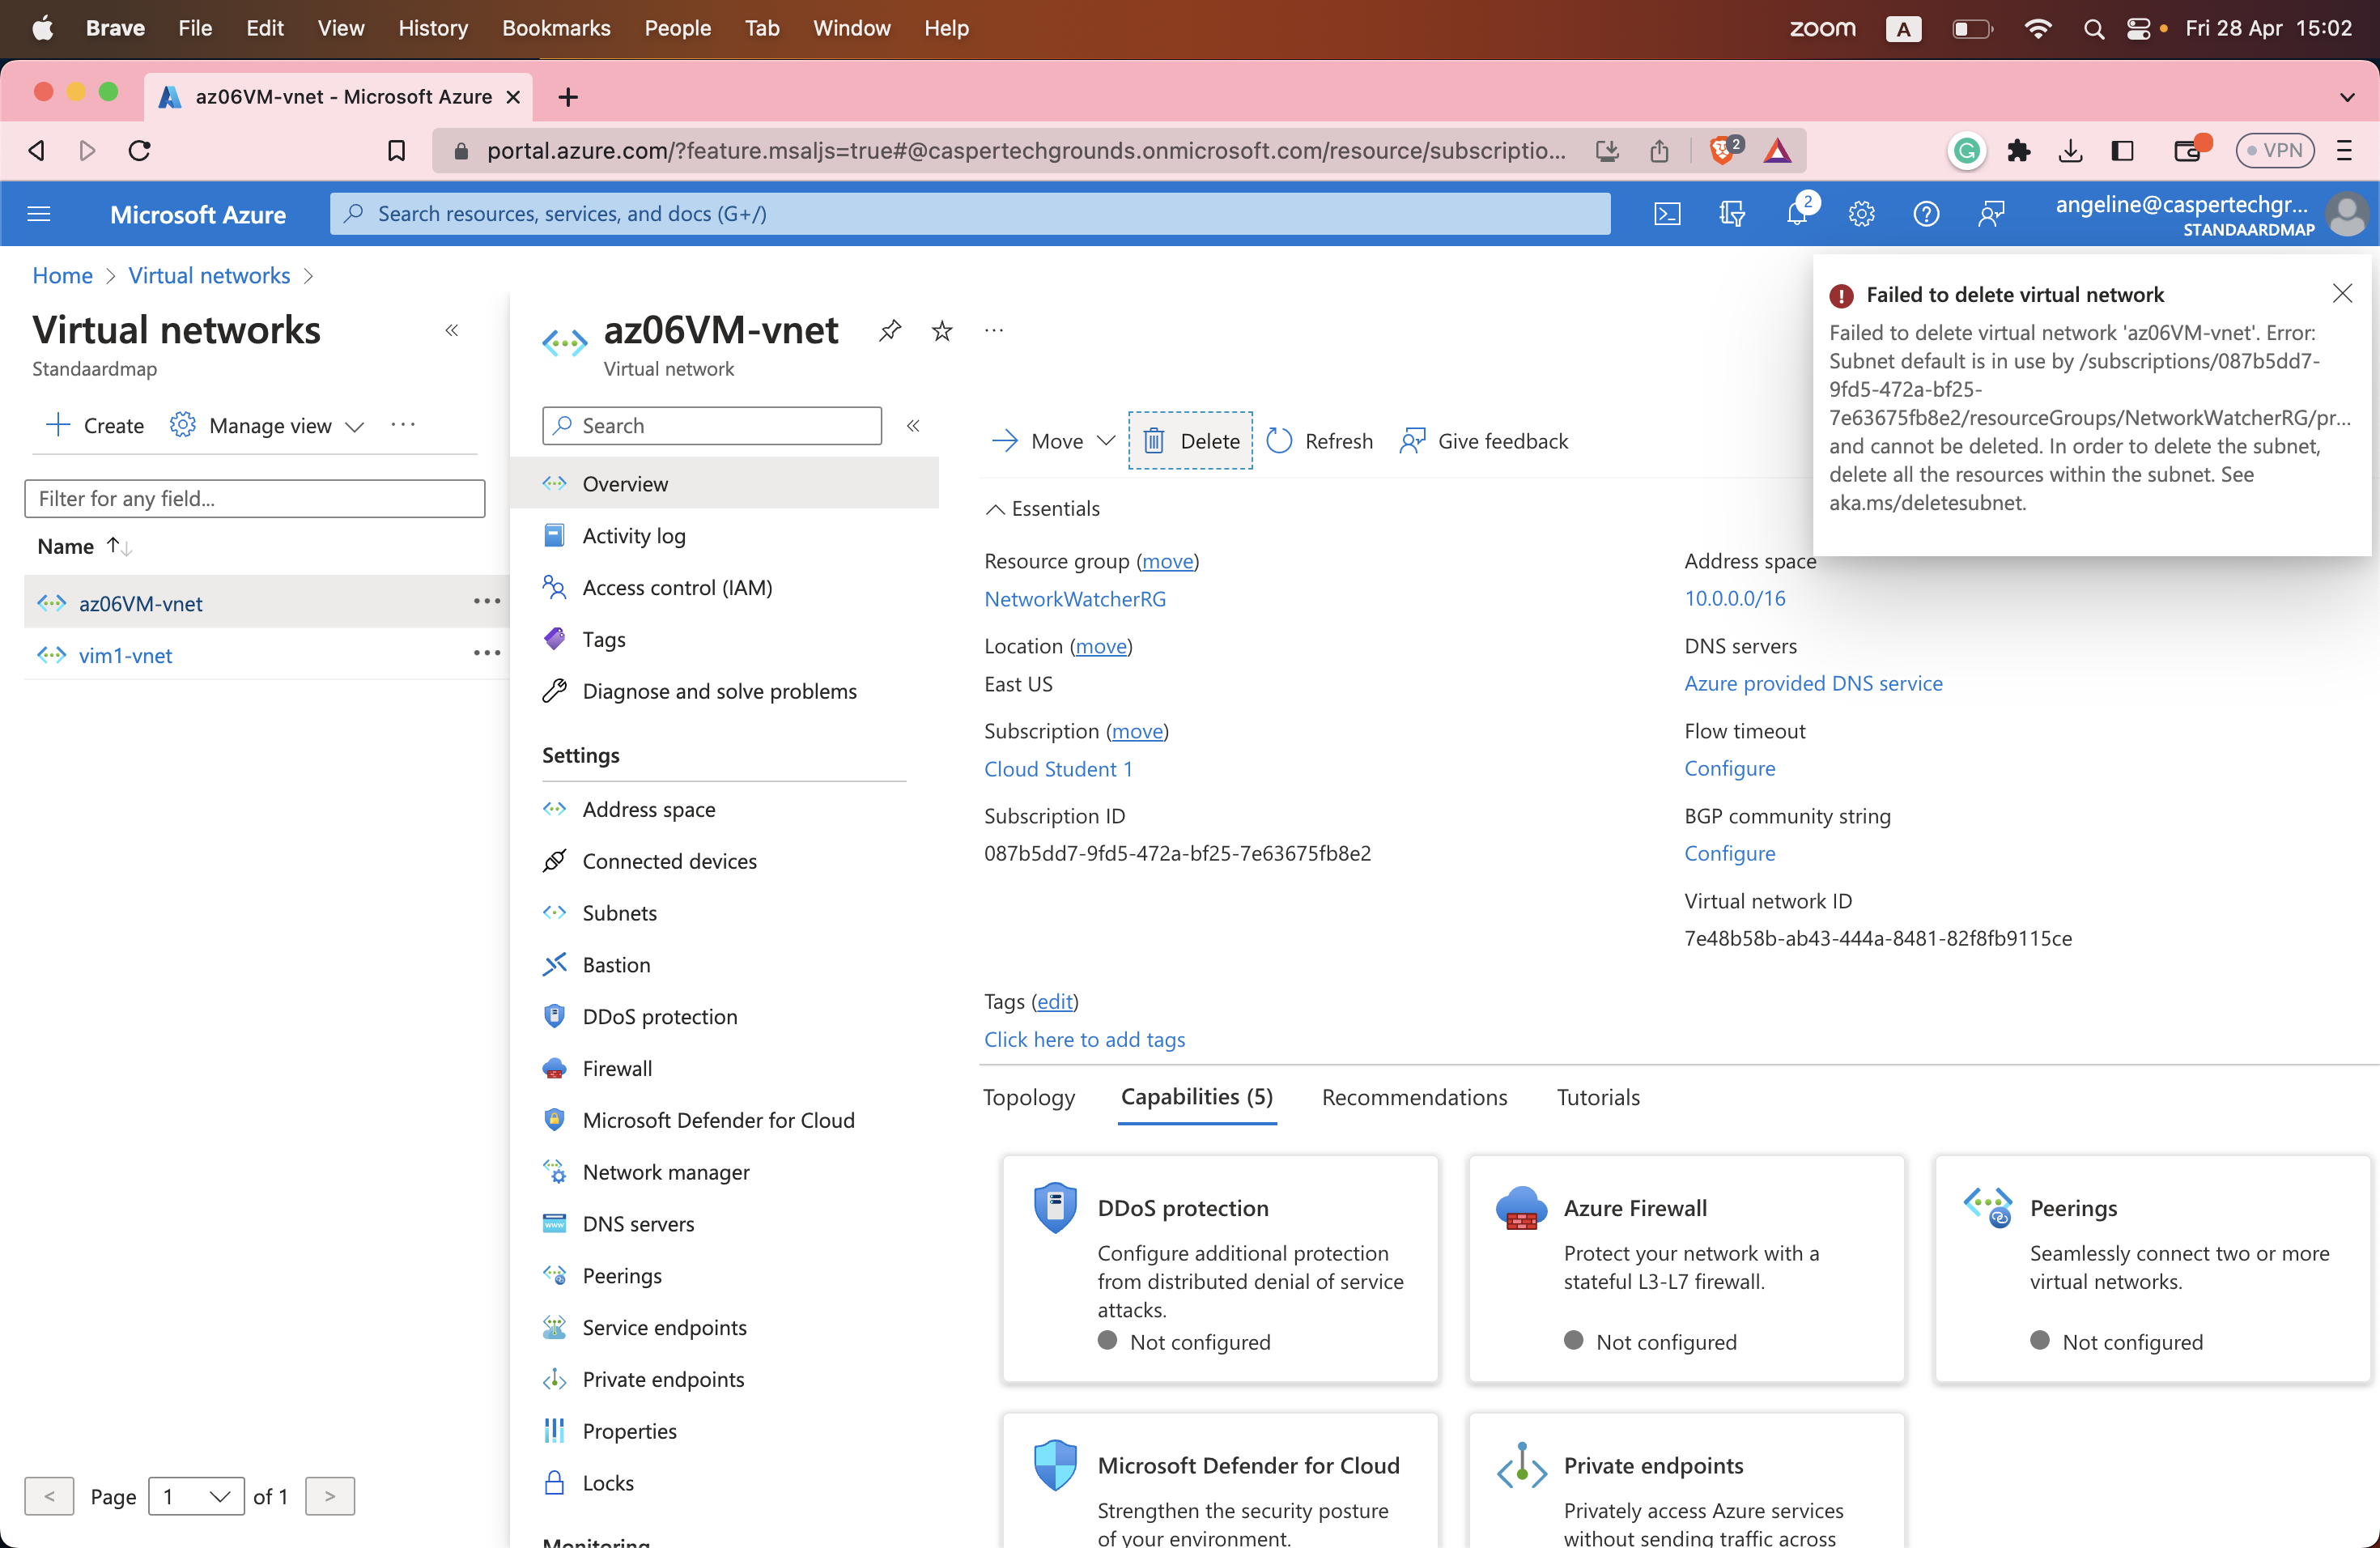 Brave File Edit View History Bookmarks People Tab Window Help zoom A Fri 28 Apr 15:02
az06VM-vnet - Microsoft Azure
portal.azure.com/?feature.msaljs=true#@caspertechgrounds.onmicrosoft.com/resource/subscriptio... 2 VPN
Microsoft Azure
Search resources, services, and docs (G+/)
2
angeline@caspertechgr...
STANDAARDMAP
Home > Virtual networks >
Virtual networks
Standaardmap
Create Manage view ...
Filter for any field...
Name
az06VM-vnet
vim1-vnet
< Page 1 of 1 >
az06VM-vnet
Virtual network
Search
Overview
Activity log
Access control (IAM)
Tags
Diagnose and solve problems
Settings
Address space
Connected devices
Subnets
Bastion
DDoS protection
Firewall
Microsoft Defender for Cloud
Network manager
DNS servers
Peerings
Service endpoints
Private endpoints
Properties
Locks
Monitoring
Move Delete Refresh Give feedback
Essentials
Resource group (move)
NetworkWatcherRG
Location (move)
East US
Subscription (move)
Cloud Student 1
Subscription ID
087b5dd7-9fd5-472a-bf25-7e63675fb8e2
Address space
10.0.0.0/16
DNS servers
Azure provided DNS service
Flow timeout
Configure
BGP community string
Configure
Virtual network ID
7e48b58b-ab43-444a-8481-82f8fb9115ce
Tags (edit)
Click here to add tags
Topology Capabilities (5) Recommendations Tutorials
DDoS protection
Configure additional protection
from distributed denial of service
attacks.
Not configured
Azure Firewall
Protect your network with a
stateful L3-L7 firewall.
Not configured
Peerings
Seamlessly connect two or more
virtual networks.
Not configured
Microsoft Defender for Cloud
Strengthen the security posture
of your environment.
Private endpoints
Privately access Azure services
without sending traffic across
Failed to delete virtual network
Failed to delete virtual network 'az06VM-vnet'. Error:
Subnet default is in use by /subscriptions/087b5dd7-
9fd5-472a-bf25-
7e63675fb8e2/resourceGroups/NetworkWatcherRG/pr...
and cannot be deleted. In order to delete the subnet,
delete all the resources within the subnet. See
aka.ms/deletesubnet.